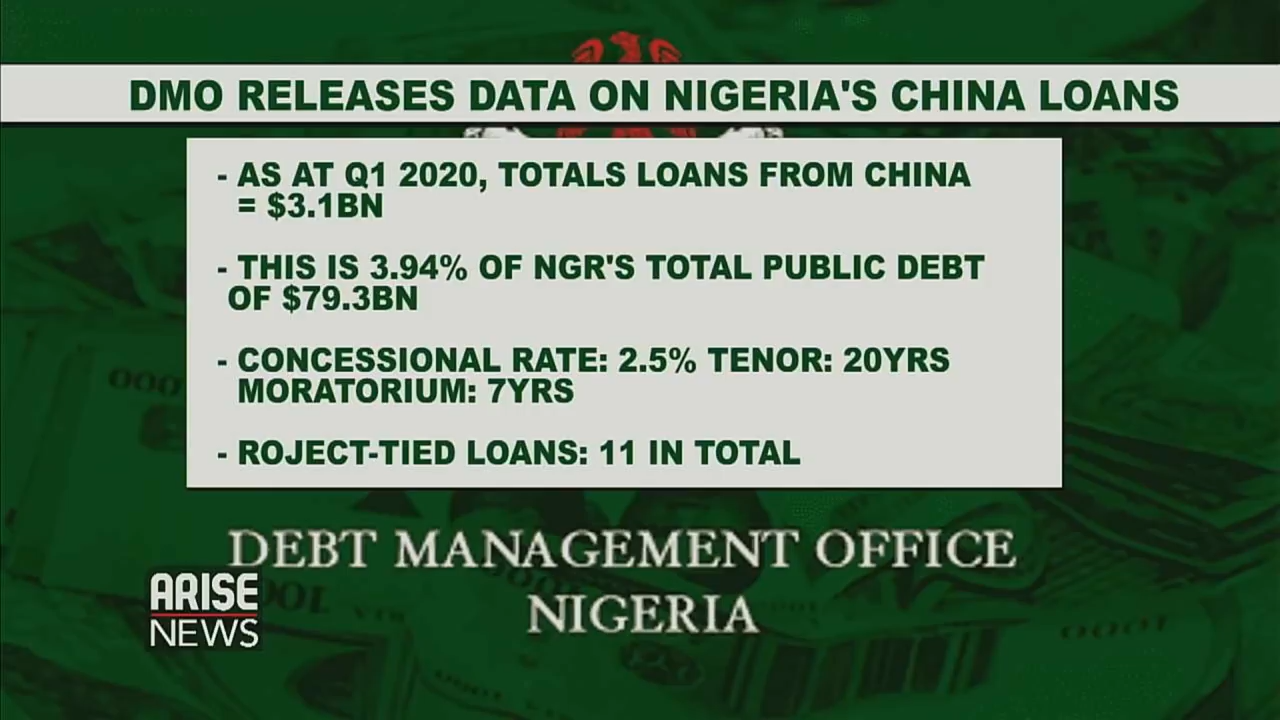 DMO RELEASES DATA ON NIGERIA'S CHINA LOANS
- AS AT Q1 2020, TOTALS LOANS FROM CHINA
= $3.1BN
- THIS IS 3.94% OF NGR'S TOTAL PUBLIC DEBT
OF $79.3BN
- CONCESSIONAL RATE: 2.5% TENOR: 20YRS
MORATORIUM: 7YRS
- ROJECT-TIED LOANS: 11 IN TOTAL
DEBT MANAGEMENT OFFICE
NIGERIA
ARISE
NEWS